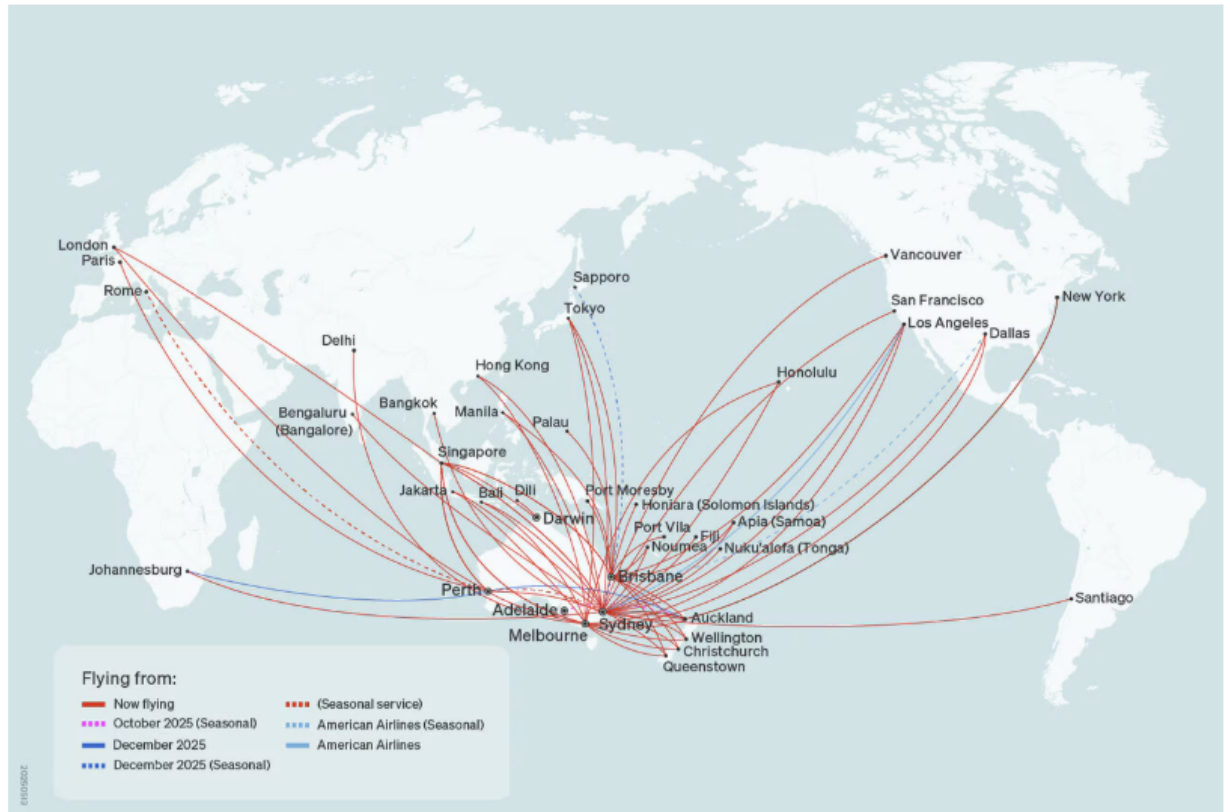 London
Paris
Rome
Delhi
Bengaluru
(Bangalore)
Bangkok
Singapore
Jakarta
Bali
Dili
Darwin
Hong Kong
Manila
Palau
Sapporo
Tokyo
Port Moresby
Honiara (Solomon Islands)
Port Vila
Fiji
Apia (Samoa)
Noumea
Nuku'alofa (Tonga)
Honolulu
Vancouver
San Francisco
Los Angeles
Dallas
New York
Johannesburg
Perth
Adelaide
Melbourne
Sydney
Brisbane
Auckland
Wellington
Christchurch
Queenstown
Santiago
Flying from:
Now flying
October 2025 (Seasonal)
December 2025
December 2025 (Seasonal)
(Seasonal service)
American Airlines (Seasonal)
American Airlines